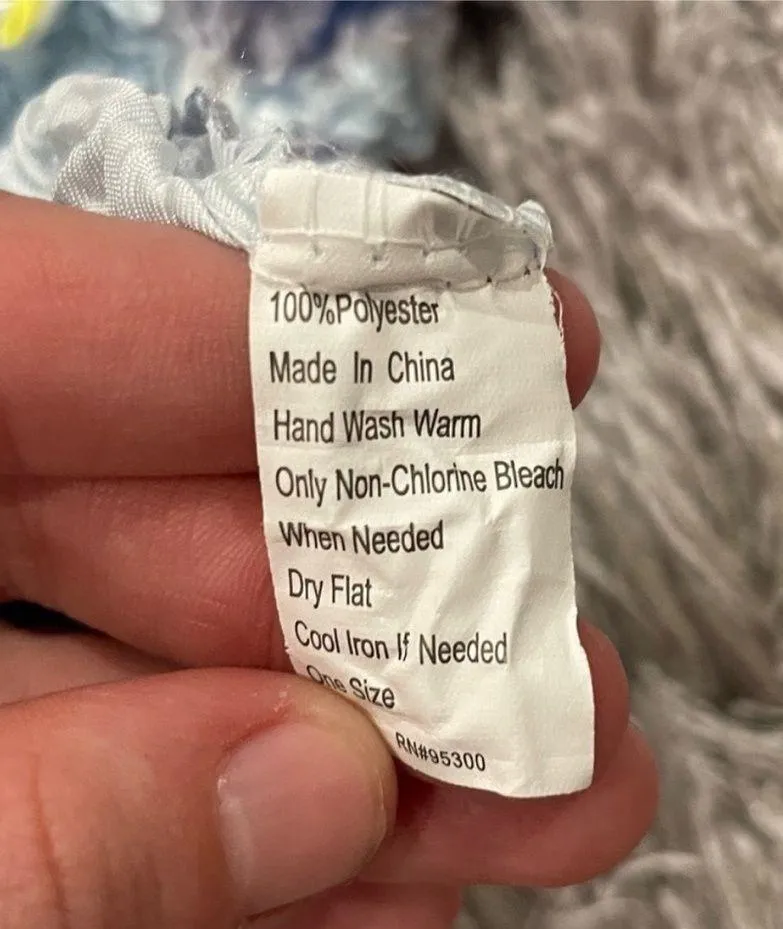 100%Polyester
Made In China
Hand Wash Warm
Only Non-Chlorine Bleach
When Needed
Dry Flat
Cool Iron If Needed
One Size
RN#95300